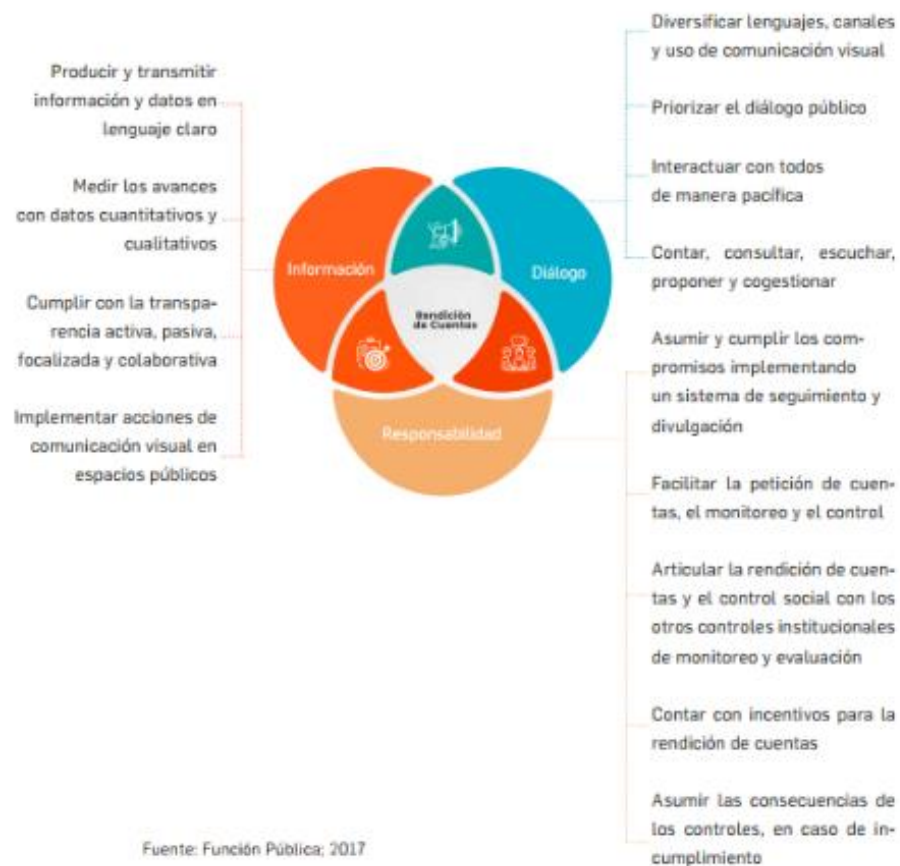 Producir y transmitir
información y datos en
lenguaje claro
Medir los avances
con datos cuantitativos y
cualitativos
Cumplir con la transpa-
rencia activa, pasiva,
focalizada y colaborativa
Implementar acciones de
comunicación visual en
espacios públicos
Información
Diálogo
Rendición
de Cuentas
Responsabilidad
Diversificar lenguajes, canales
y uso de comunicación visual
Priorizar el diálogo público
Interactuar con todos
de manera pacífica
Contar, consultar, escuchar,
proponer y cogestionar
Asumir y cumplir los com-
promisos implementando
un sistema de seguimiento y
divulgación
Facilitar la petición de cuen-
tas, el monitoreo y el control
Articular la rendición de cuen-
tas y el control social con los
otros controles institucionales
de monitoreo y evaluación
Contar con incentivos para la
rendición de cuentas
Asumir las consecuencias de
los controles, en caso de in-
cumplimiento
Fuente: Función Pública; 2017